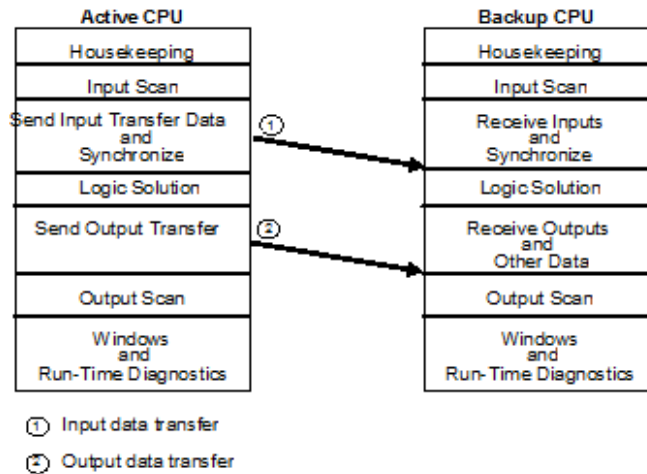 Active CPU
Housekeeping
Input Scan
Send Input Transfer Data
and
Synchronize
Logic Solution
Send Output Transfer
Output Scan
Windows
and
Run-Time Diagnostics
1
2
Backup CPU
Housekeeping
Input Scan
Receive Inputs
and
Synchronize
Logic Solution
Receive Outputs
and
Other Data
Output Scan
Windows
and
Run-Time Diagnostics
1 Input data transfer
2 Output data transfer